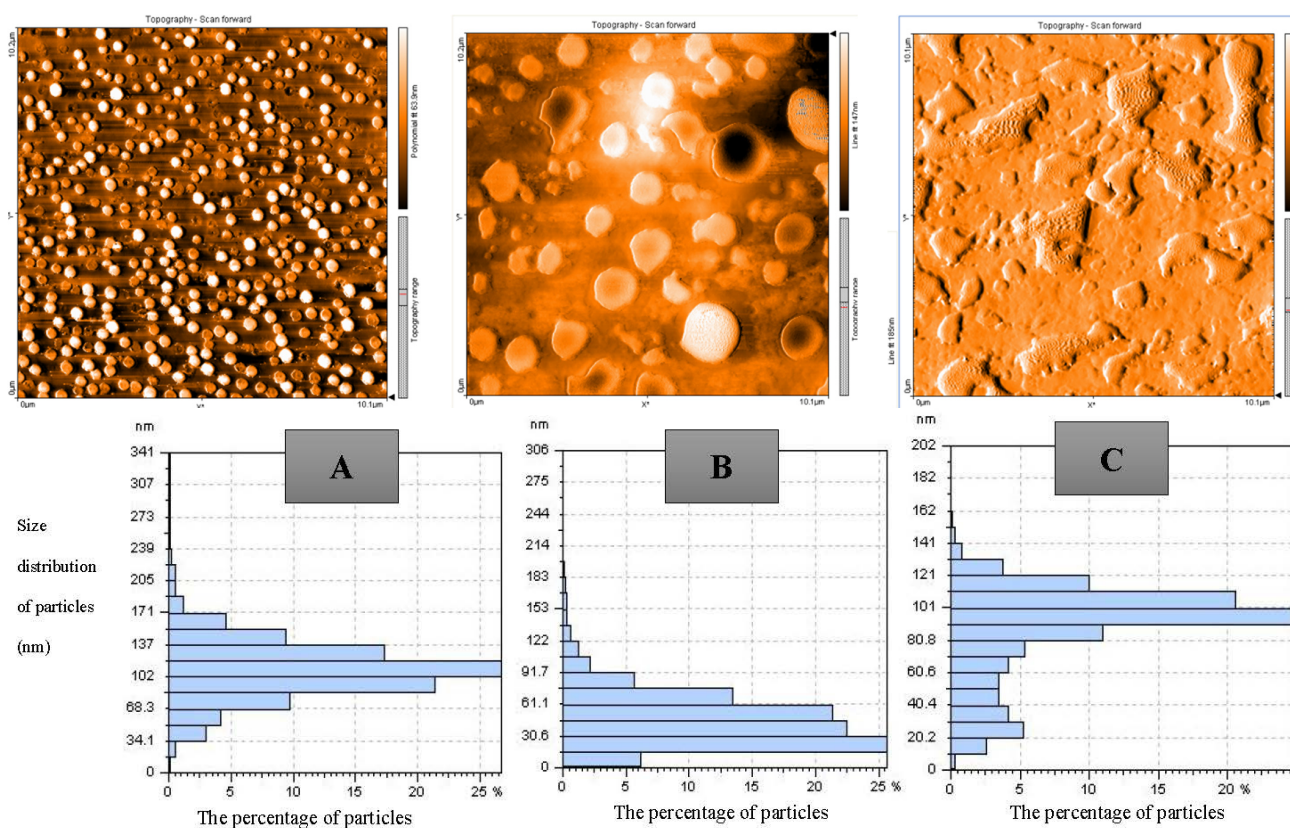 Topography - Scan forward
10.2µm
Y*
0µm
0µm
X*
10.1µm
Polynomial fit 63.9nm
Topography range
Topography - Scan forward
10.2µm
Y*
0µm
0µm
X*
10.1µm
Line fit 147nm
Topography range
Topography - Scan forward
10.1µm
Y*
0µm
0µm
X*
10.1µm
Line fit 185nm
A
nm
341
307
273
239
205
171
137
102
68.3
34.1
0
0
5
10
15
20
25 %
Size
distribution
of particles
(nm)
The percentage of particles
B
nm
306
275
244
214
183
153
122
91.7
61.1
30.6
0
0
5
10
15
20
25 %
The percentage of particles
C
nm
202
182
162
141
121
101
80.8
60.6
40.4
20.2
0
0
5
10
15
20 %
The percentage of particles